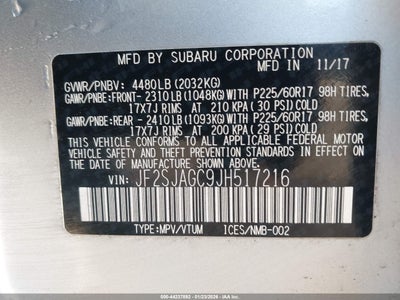 MFD. BY SUBARU CORPORATION
MFD IN 11/17
GVWR/PNBV: 4480LB (2032KG)
GAWR/PNBE: FRONT- 2310LB (1048KG) WITH P225/60R17 98H TIRES,
17X7J RIMS AT 210 KPA (30 PSI) COLD
GAWR/PNBE: REAR - 2410LB (1093KG) WITH P225/60R17 98H TIRES,
17X7J RIMS AT 200 KPA (29 PSI) COLD
THIS VEHICLE CONFORMS TO ALL APPLICABLE FEDERAL MOTOR
VEHICLE SAFETY STANDARDS IN EFFECT ON THE
DATE OF MANUFACTURE SHOWN ABOVE.
VIN: JF2SJAGC9JH517216
TYPE:MPV/VTUM ICES/NMB-002